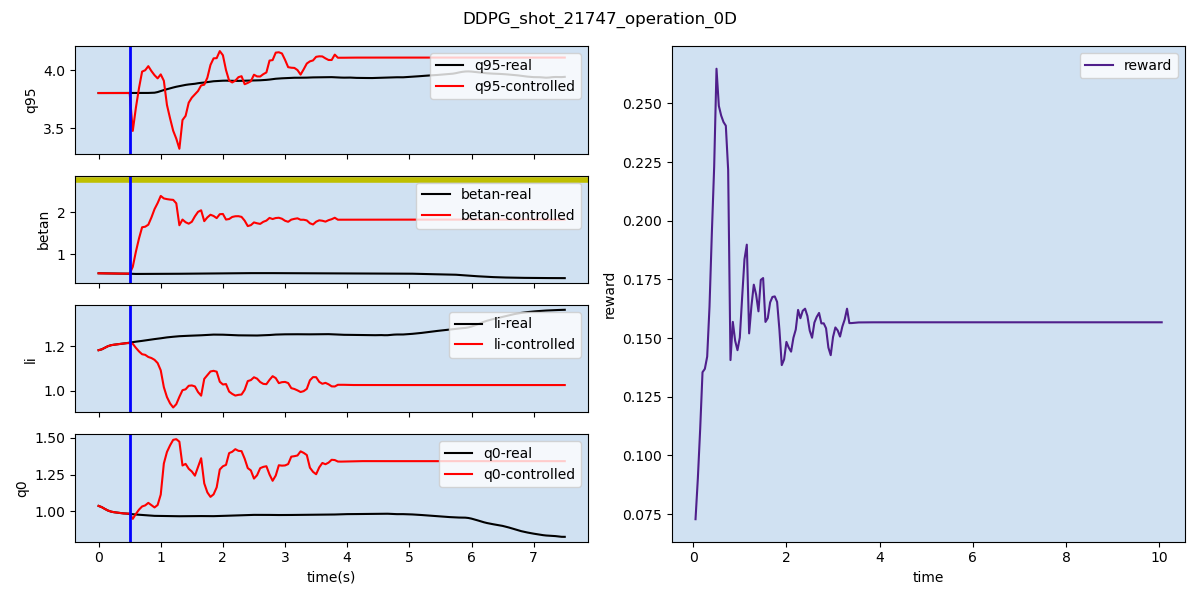 DDPG_shot_21747_operation_0D
q95
4.0
3.5
q95-real
q95-controlled
betan
2
1
betan-real
betan-controlled
li
1.2
1.0
li-real
li-controlled
q0
1.50
1.25
1.00
q0-real
q0-controlled
0 1 2 3 4 5 6 7
time(s)
reward
0.250
0.225
0.200
0.175
0.150
0.125
0.100
0.075
reward
0 2 4 6 8 10
time